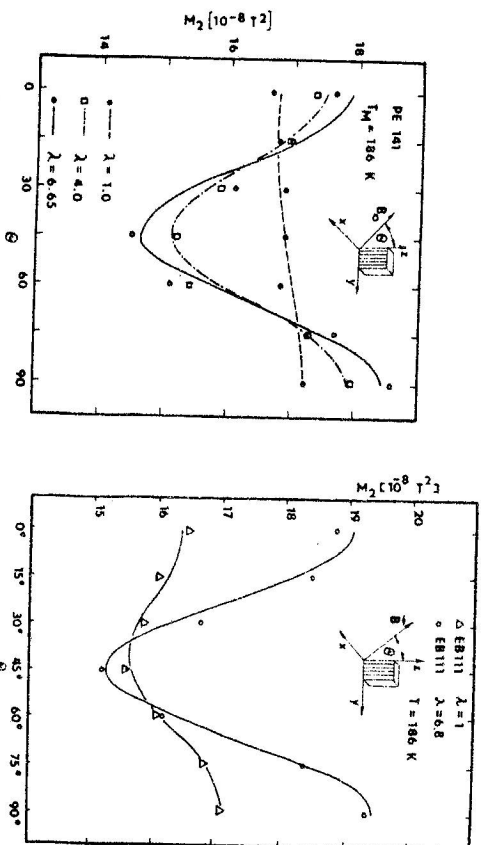 M₂ [10⁻⁸ T²]
18
16
14
PE 141
T_M = 186 K
B₀
Θ
z
x
y
λ = 1.0
λ = 4.0
λ = 6.65
0 30 60 90
Θ
M₂ [10⁻⁸ T²]
20
19
18
17
16
15
△ EB111 λ=1
○ EB111 λ=6.8
T = 186 K
B
Θ
z
x
y
0° 15° 30° 45° 60° 75° 90°
Θ